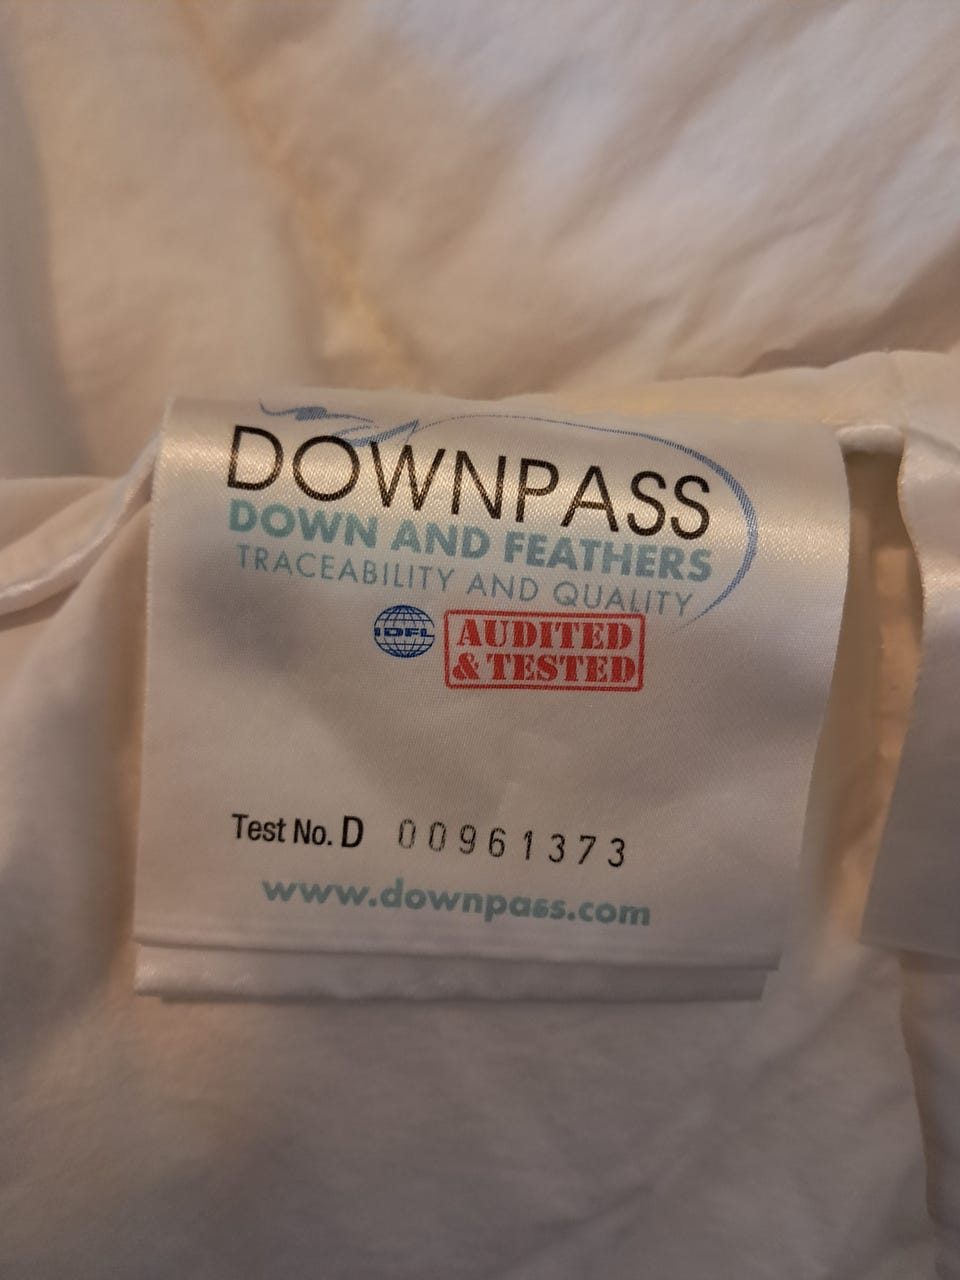 DOWNPASS
DOWN AND FEATHERS
TRACEABILITY AND QUALITY
IDFL
AUDITED
& TESTED
Test No. D 00961373
www.downpass.com